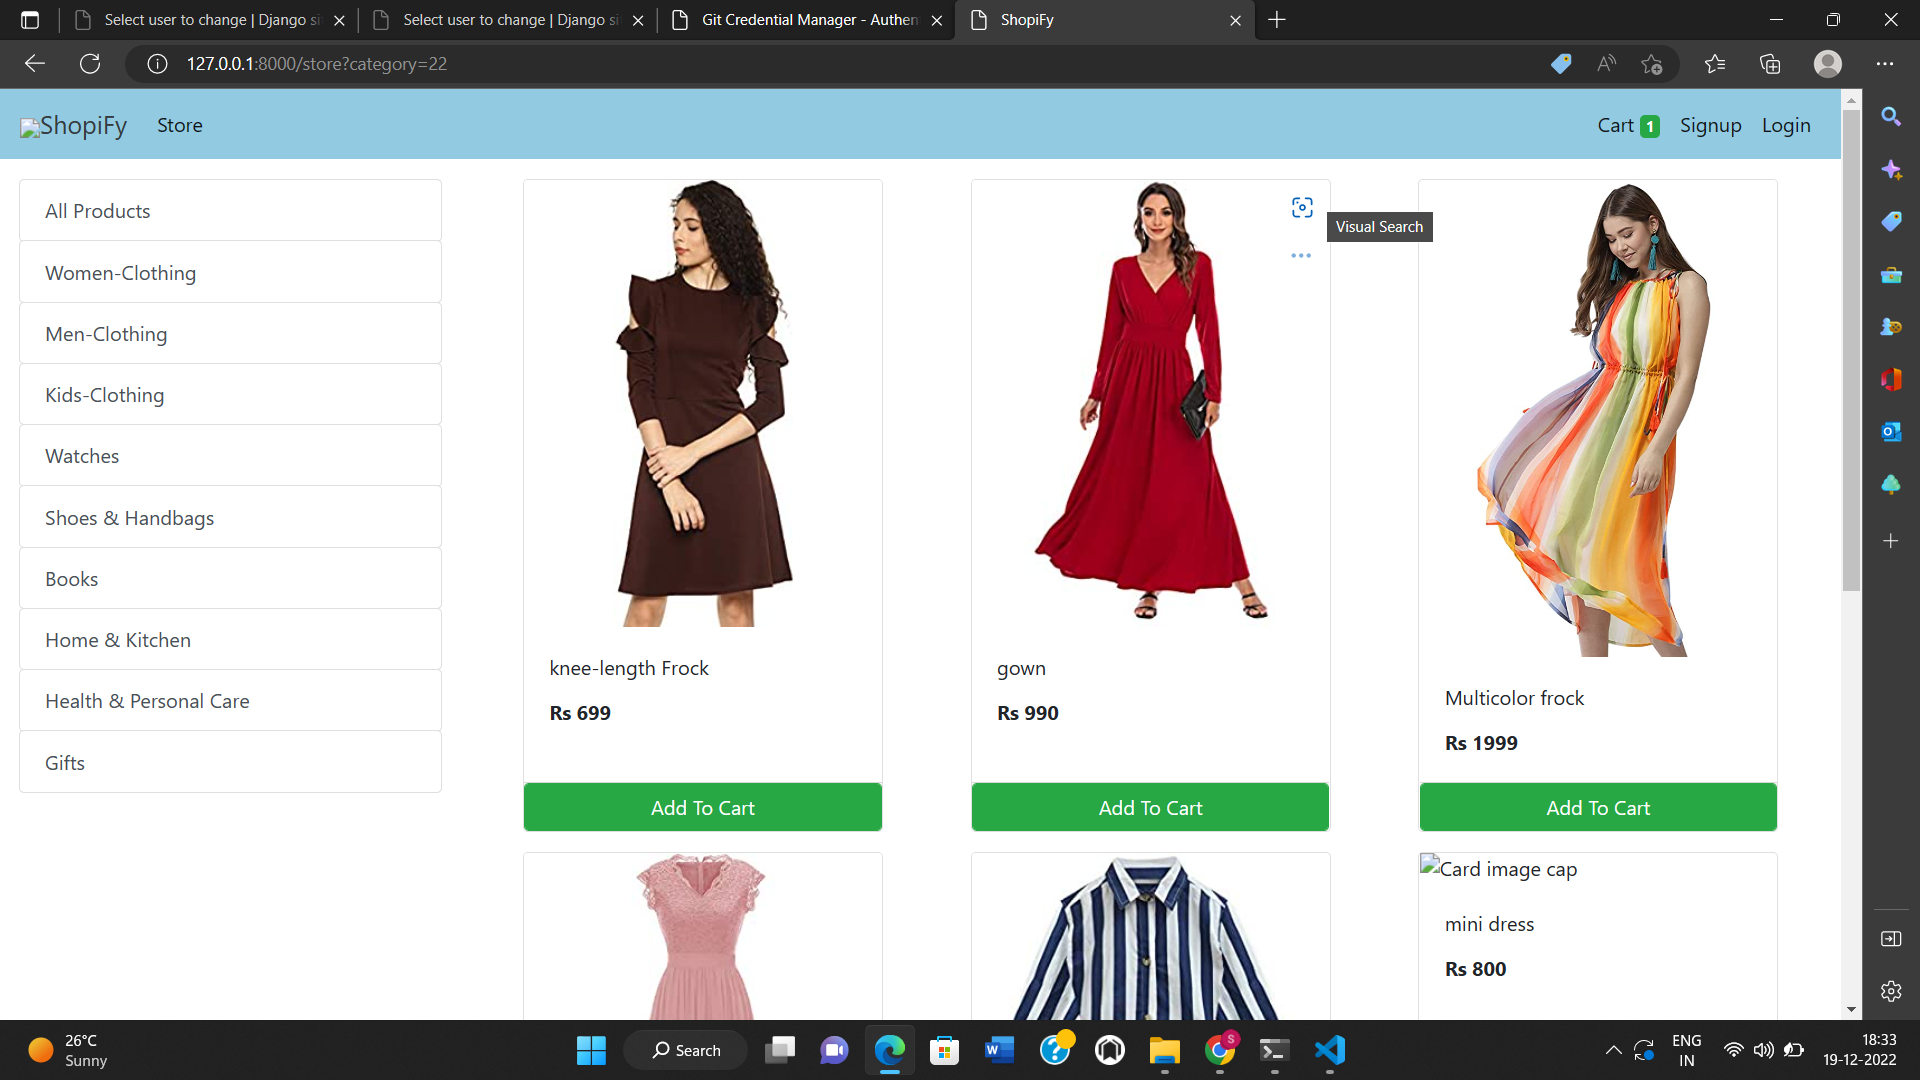 Select user to change | Django si
Select user to change | Django si
Git Credential Manager - Authen
ShopiFy
127.0.0.1:8000/store?category=22
ShopiFy
Store
Cart 1
Signup
Login
All Products
Women-Clothing
Men-Clothing
Kids-Clothing
Watches
Shoes & Handbags
Books
Home & Kitchen
Health & Personal Care
Gifts
Visual Search
knee-length Frock
Rs 699
Add To Cart
gown
Rs 990
Add To Cart
Multicolor frock
Rs 1999
Add To Cart
Card image cap
mini dress
Rs 800
26°C
Sunny
Search
ENG
IN
18:33
19-12-2022